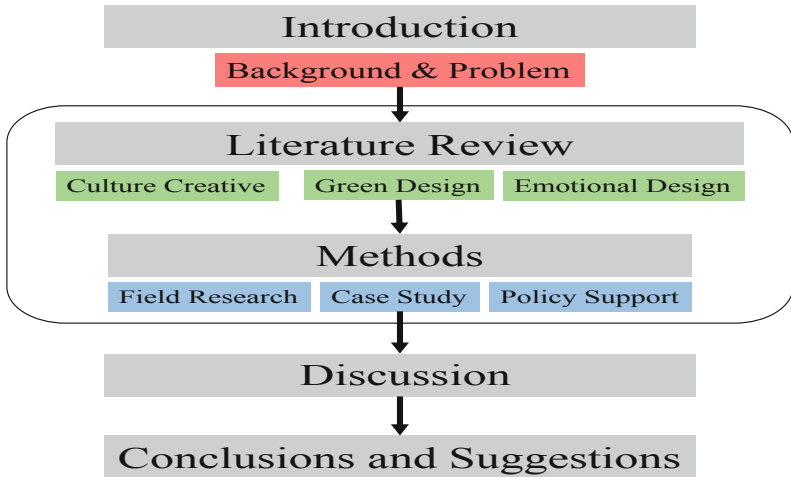 Introduction
Background & Problem
Literature Review
Culture Creative
Green Design
Emotional Design
Methods
Field Research
Case Study
Policy Support
Discussion
Conclusions and Suggestions